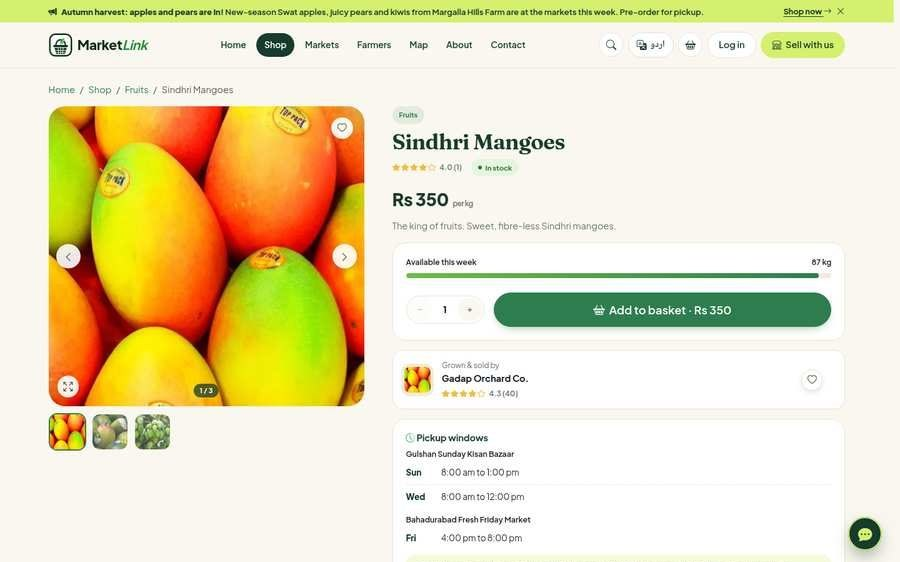 Autumn harvest: apples and pears are in! New-season Swat apples, juicy pears and kiwis from Margalla Hills Farm are at the markets this week. Pre-order for pickup.
Shop now →
MarketLink
Home
Shop
Markets
Farmers
Map
About
Contact
اردو
Log in
Sell with us
Home / Shop / Fruits / Sindhri Mangoes
TOP PACK
TOP PACK
1 / 3
Fruits
Sindhri Mangoes
4.0 (1)
In stock
Rs 350 per kg
The king of fruits. Sweet, fibre-less Sindhri mangoes.
Available this week
87 kg
− 1 +
Add to basket · Rs 350
Grown & sold by
Gadap Orchard Co.
4.3 (40)
Pickup windows
Gulshan Sunday Kisan Bazaar
Sun 8:00 am to 1:00 pm
Wed 8:00 am to 12:00 pm
Bahadurabad Fresh Friday Market
Fri 4:00 pm to 8:00 pm